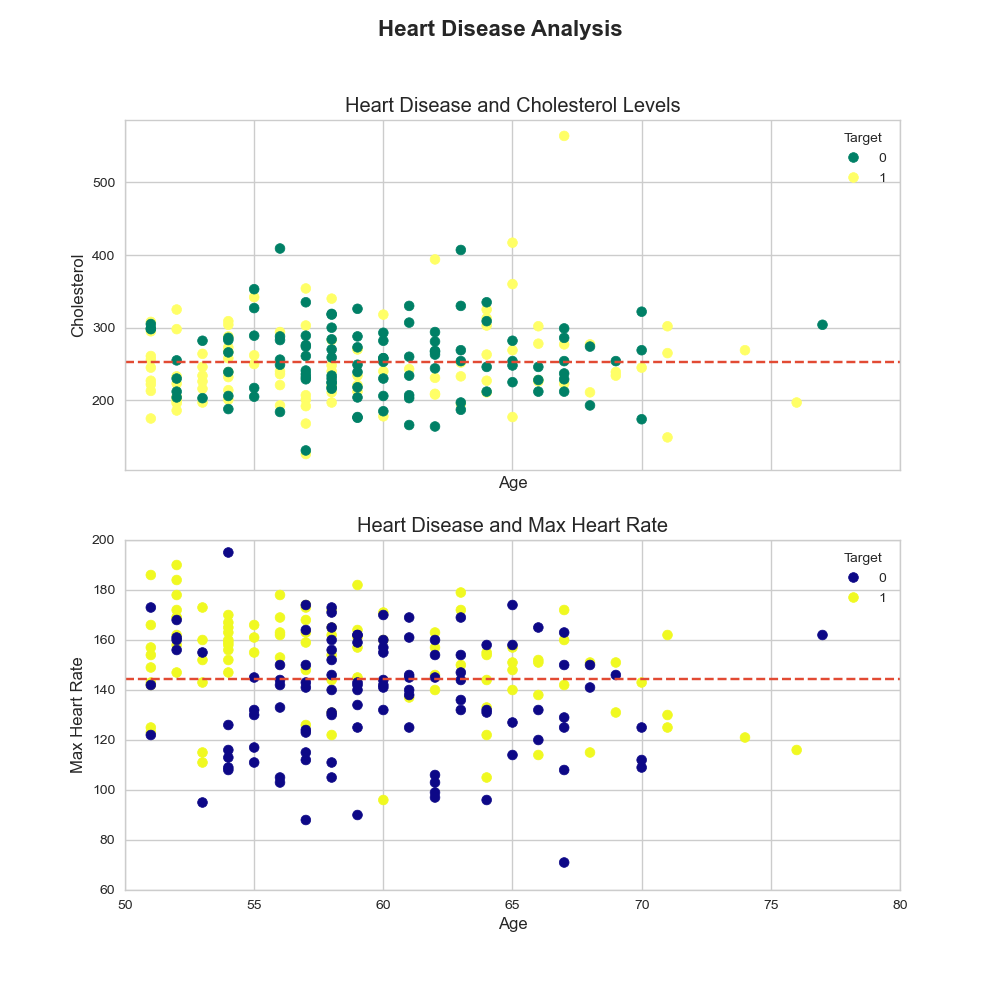 Heart Disease Analysis
Heart Disease and Cholesterol Levels
Target
0
1
500
400
300
200
Cholesterol
Age
Heart Disease and Max Heart Rate
Target
0
1
200
180
160
140
120
100
80
60
Max Heart Rate
50 55 60 65 70 75 80
Age